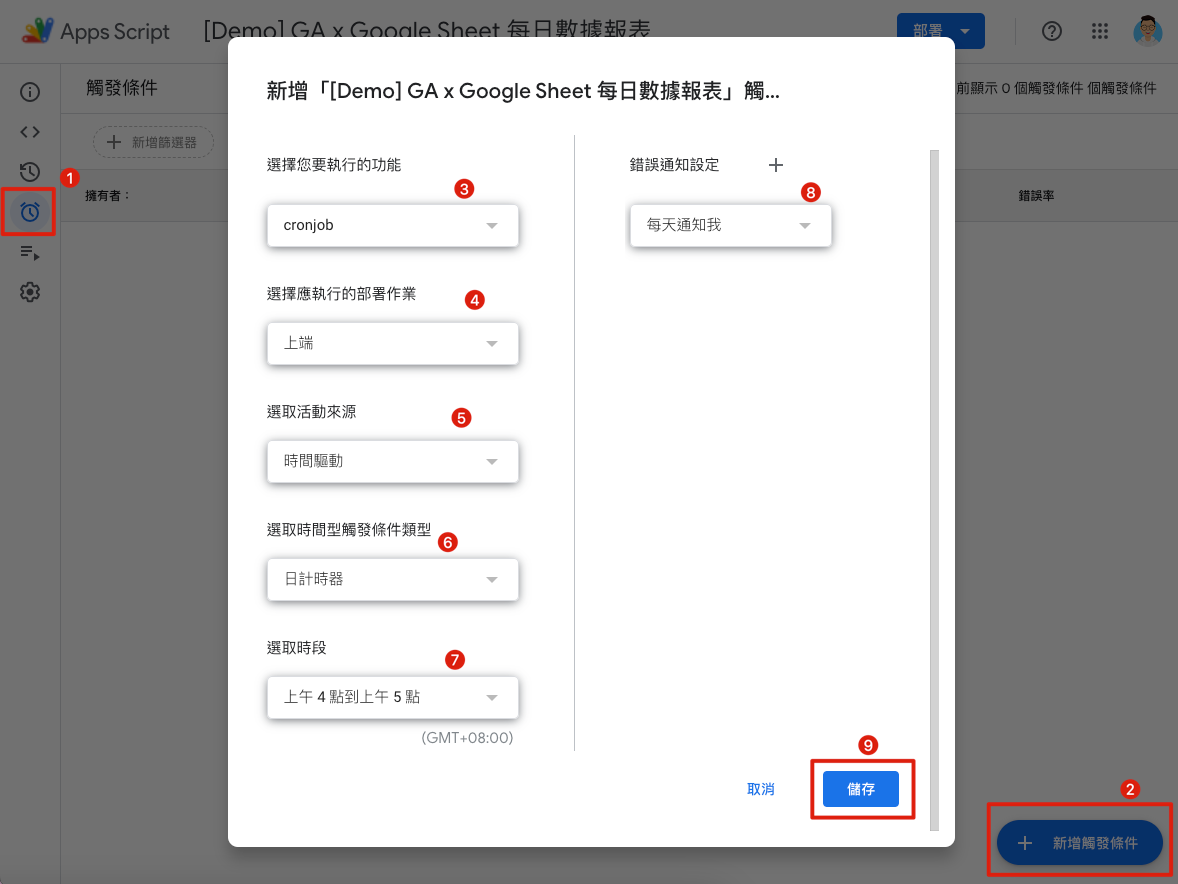 Apps Script
[Demo] GA x Google Sheet 每日數據報表
部署
觸發條件
前顯示 0 個觸發條件 個觸發條件
新增篩選器
1
擁有者：
錯誤率
新增「[Demo] GA x Google Sheet 每日數據報表」觸...
選擇您要執行的功能
3
cronjob
選擇應執行的部署作業
4
上端
選取活動來源
5
時間驅動
選取時間型觸發條件類型
6
日計時器
選取時段
7
上午 4 點到上午 5 點
(GMT+08:00)
錯誤通知設定
8
每天通知我
9
取消
儲存
2
新增觸發條件